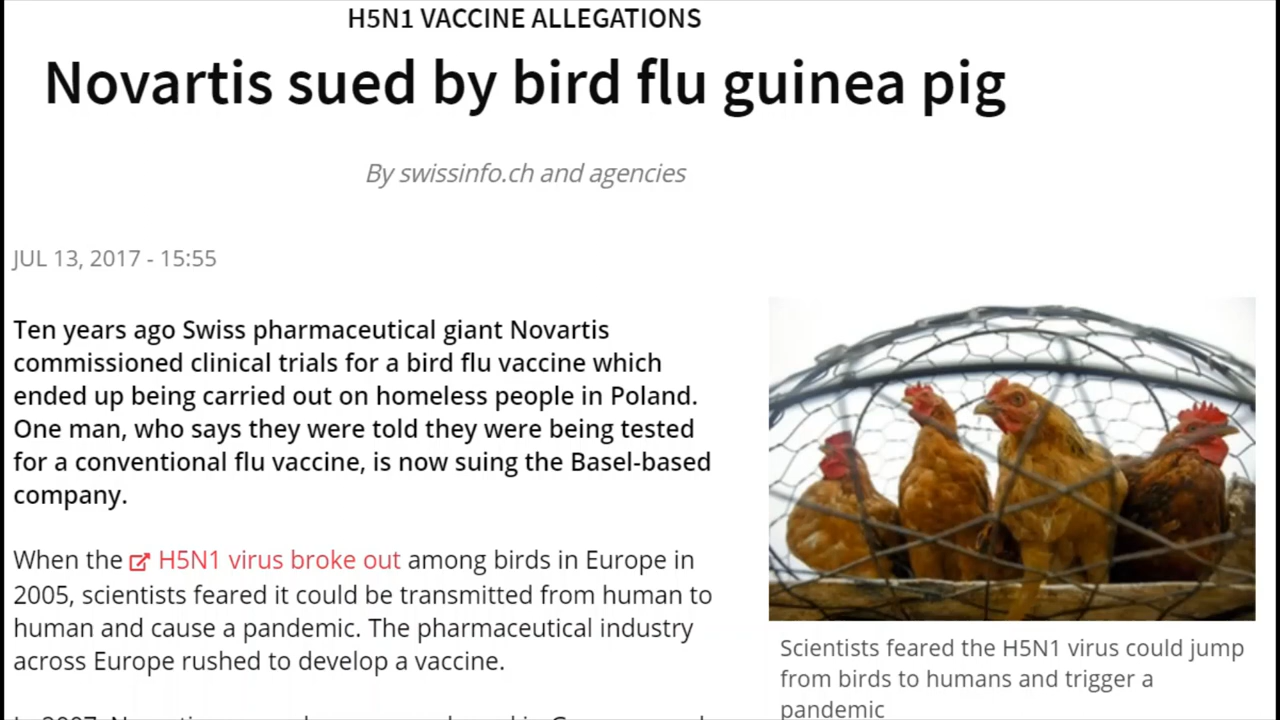 H5N1 VACCINE ALLEGATIONS
Novartis sued by bird flu guinea pig
By swissinfo.ch and agencies
JUL 13, 2017 - 15:55
Ten years ago Swiss pharmaceutical giant Novartis
commissioned clinical trials for a bird flu vaccine which
ended up being carried out on homeless people in Poland.
One man, who says they were told they were being tested
for a conventional flu vaccine, is now suing the Basel-based
company.
When the H5N1 virus broke out among birds in Europe in
2005, scientists feared it could be transmitted from human to
human and cause a pandemic. The pharmaceutical industry
across Europe rushed to develop a vaccine.
Scientists feared the H5N1 virus could jump
from birds to humans and trigger a
pandemic